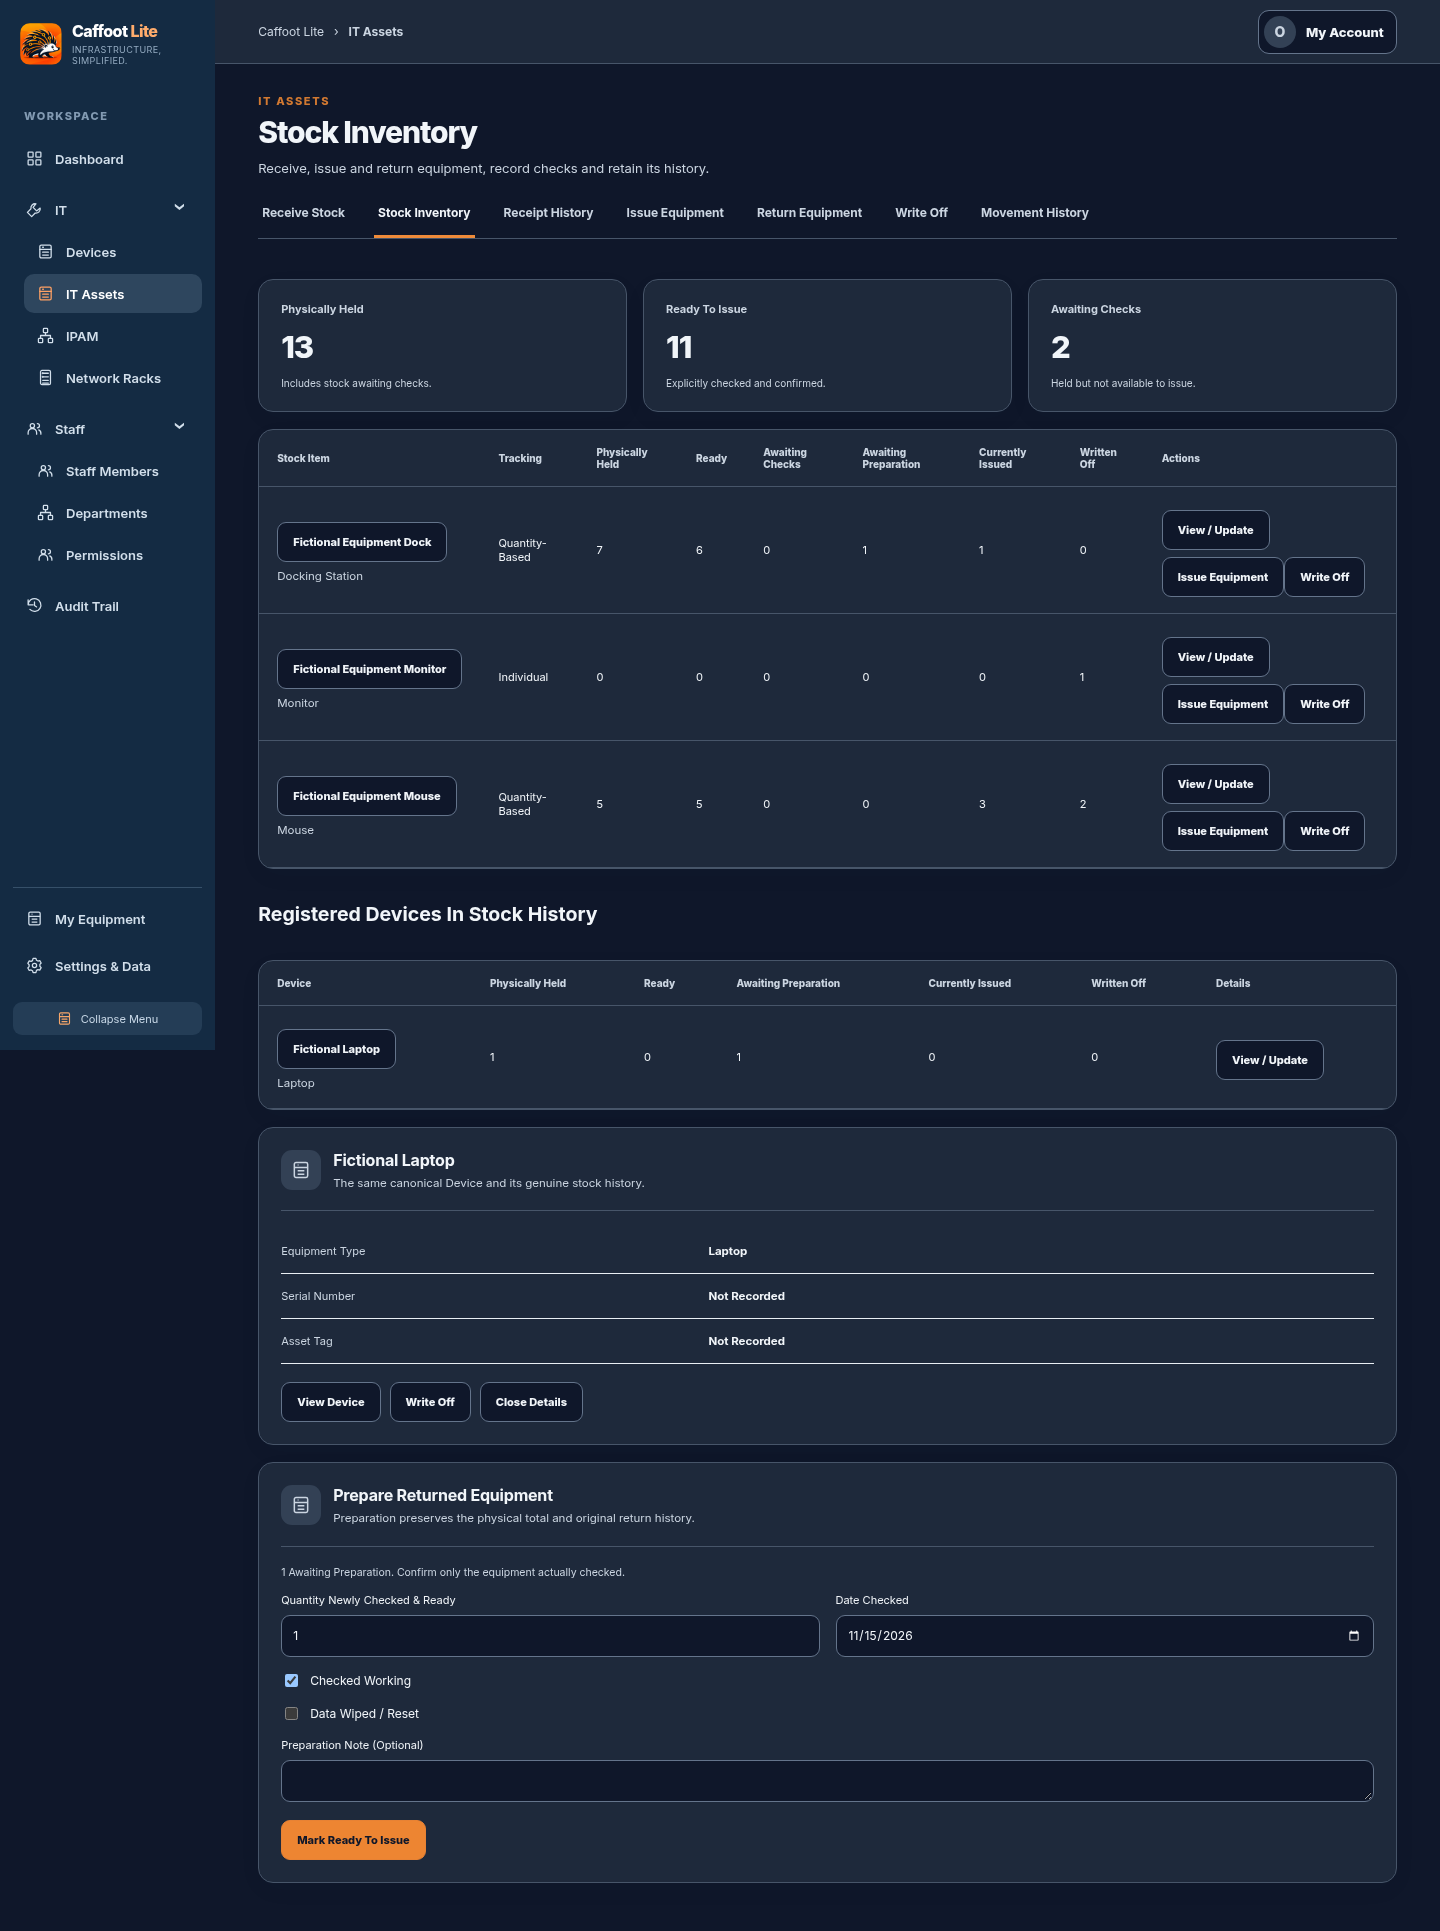 Caffoot Lite
INFRASTRUCTURE,
SIMPLIFIED.
WORKSPACE
Dashboard
IT
Devices
IT Assets
IPAM
Network Racks
Staff
Staff Members
Departments
Permissions
Audit Trail
My Equipment
Settings & Data
Collapse Menu
Caffoot Lite › IT Assets
O My Account
IT ASSETS
Stock Inventory
Receive, issue and return equipment, record checks and retain its history.
Receive Stock Stock Inventory Receipt History Issue Equipment Return Equipment Write Off Movement History
Physically Held
13
Includes stock awaiting checks.
Ready To Issue
11
Explicitly checked and confirmed.
Awaiting Checks
2
Held but not available to issue.
Stock Item Tracking Physically Held Ready Awaiting Checks Awaiting Preparation Currently Issued Written Off Actions
Fictional Equipment Dock
Docking Station
Quantity-Based
7 6 0 1 1 0
View / Update
Issue Equipment Write Off
Fictional Equipment Monitor
Monitor
Individual
0 0 0 0 0 1
View / Update
Issue Equipment Write Off
Fictional Equipment Mouse
Mouse
Quantity-Based
5 5 0 0 3 2
View / Update
Issue Equipment Write Off
Registered Devices In Stock History
Device Physically Held Ready Awaiting Preparation Currently Issued Written Off Details
Fictional Laptop
Laptop
1 0 1 0 0
View / Update
Fictional Laptop
The same canonical Device and its genuine stock history.
Equipment Type Laptop
Serial Number Not Recorded
Asset Tag Not Recorded
View Device Write Off Close Details
Prepare Returned Equipment
Preparation preserves the physical total and original return history.
1 Awaiting Preparation. Confirm only the equipment actually checked.
Quantity Newly Checked & Ready
1
Date Checked
11/15/2026
Checked Working
Data Wiped / Reset
Preparation Note (Optional)
Mark Ready To Issue